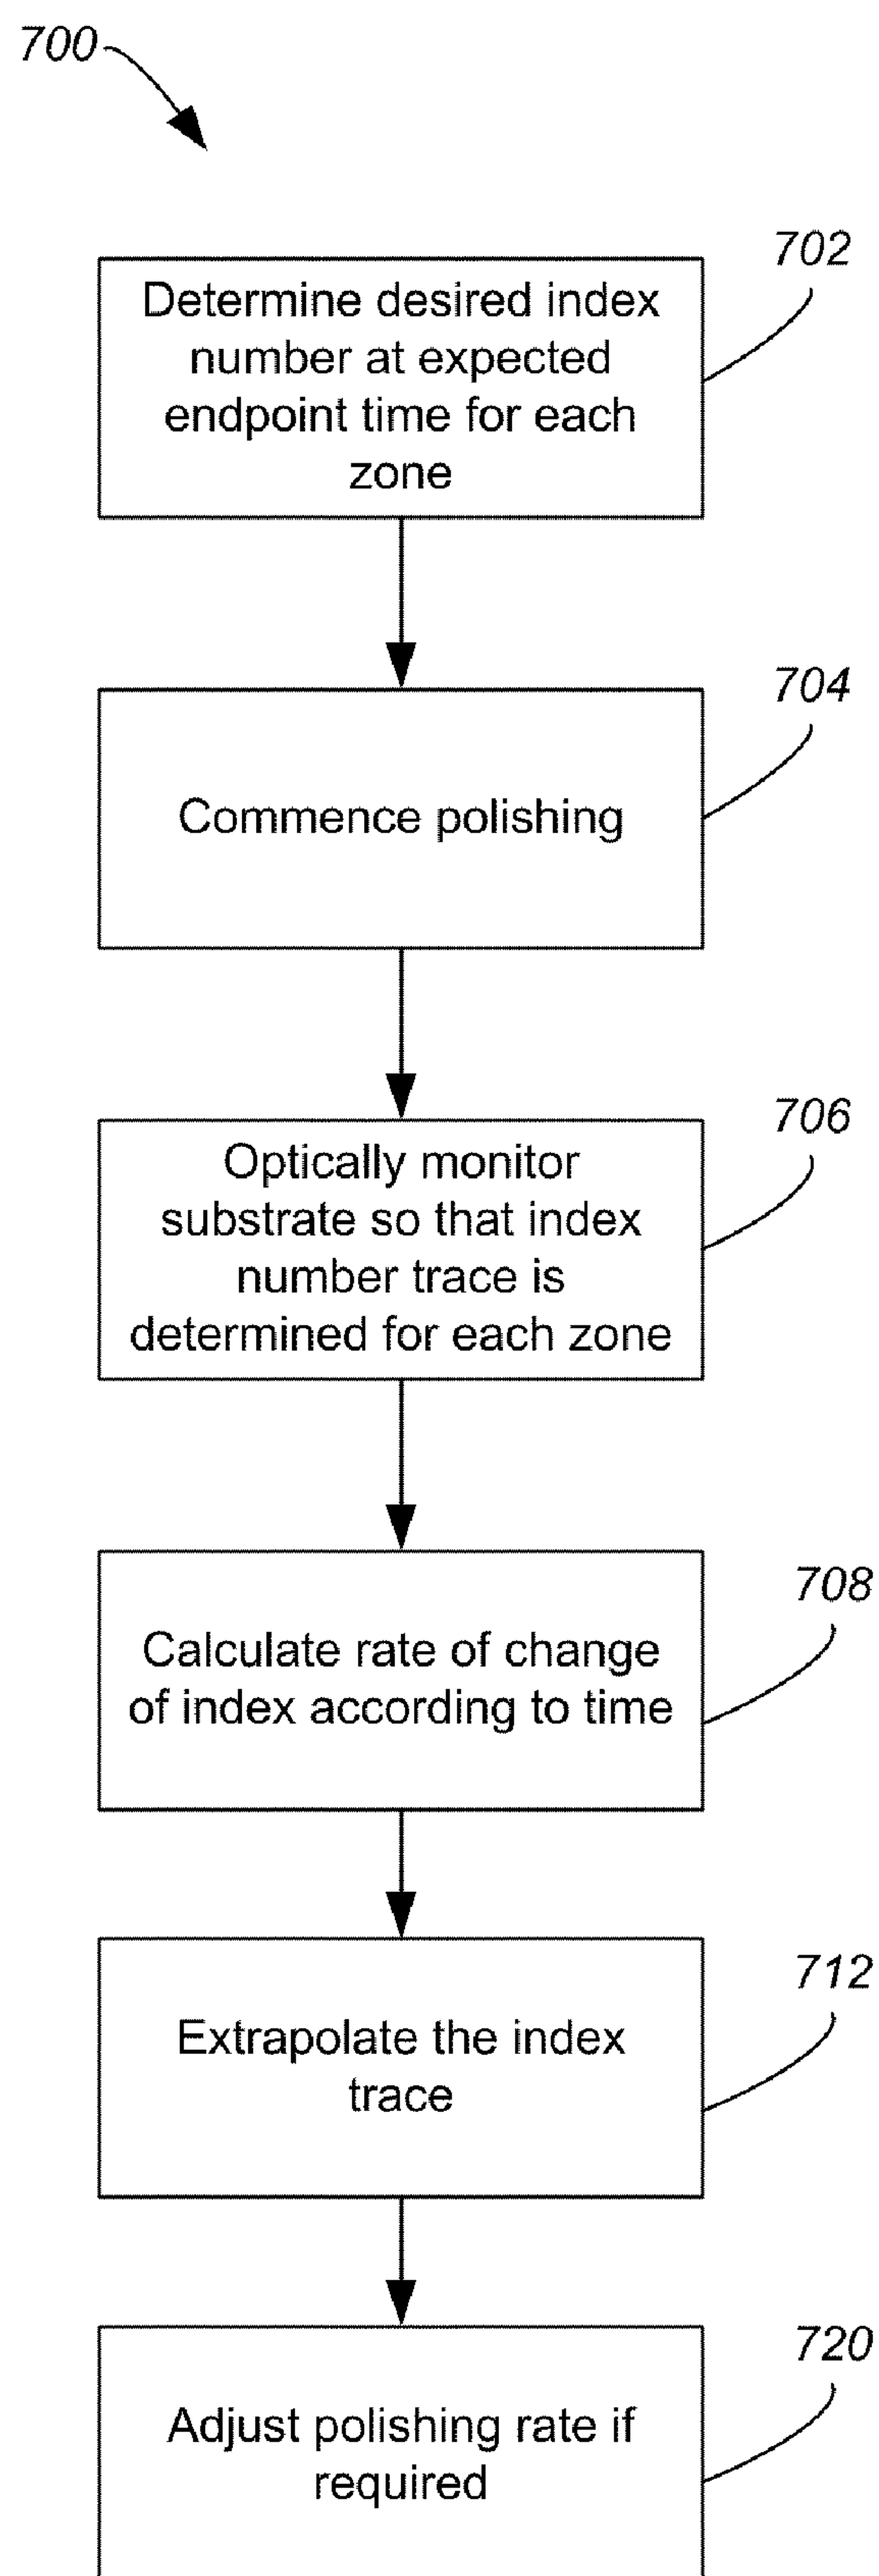 700
702
Determine desired index
number at expected
endpoint time for each
zone
704
Commence polishing
706
Optically monitor
substrate so that index
number trace is
determined for each zone
708
Calculate rate of change
of index according to time
712
Extrapolate the index
trace
720
Adjust polishing rate if
required